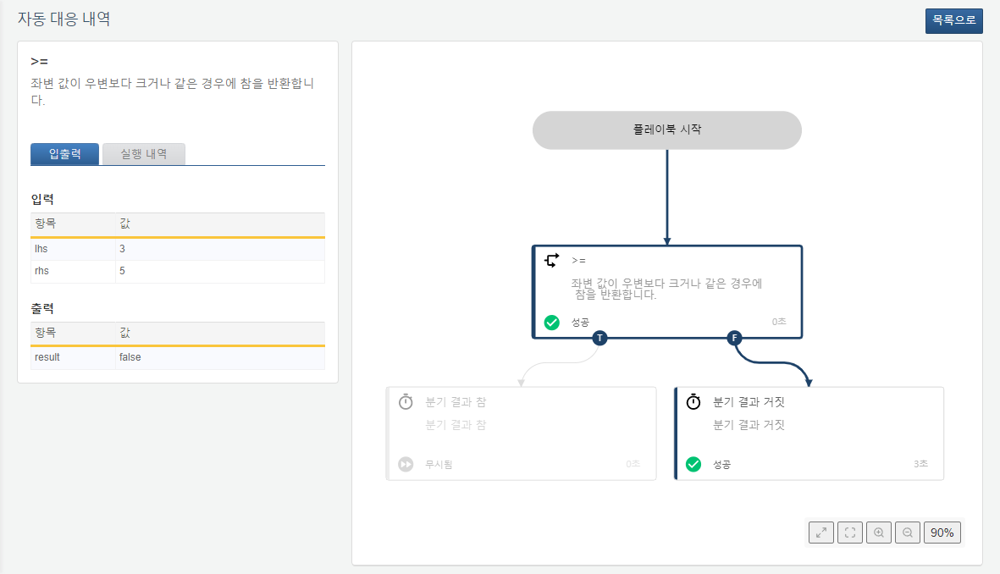 자동 대응 내역
목록으로
>=
좌변 값이 우변보다 크거나 같은 경우에 참을 반환합니
다.
입출력 실행 내역
입력
항목 값
lhs 3
rhs 5
출력
항목 값
result false
플레이북 시작
>=
좌변 값이 우변보다 크거나 같은 경우에
참을 반환합니다.
성공 0초
T F
분기 결과 참
분기 결과 참
무시됨 0초
분기 결과 거짓
분기 결과 거짓
성공 3초
90%